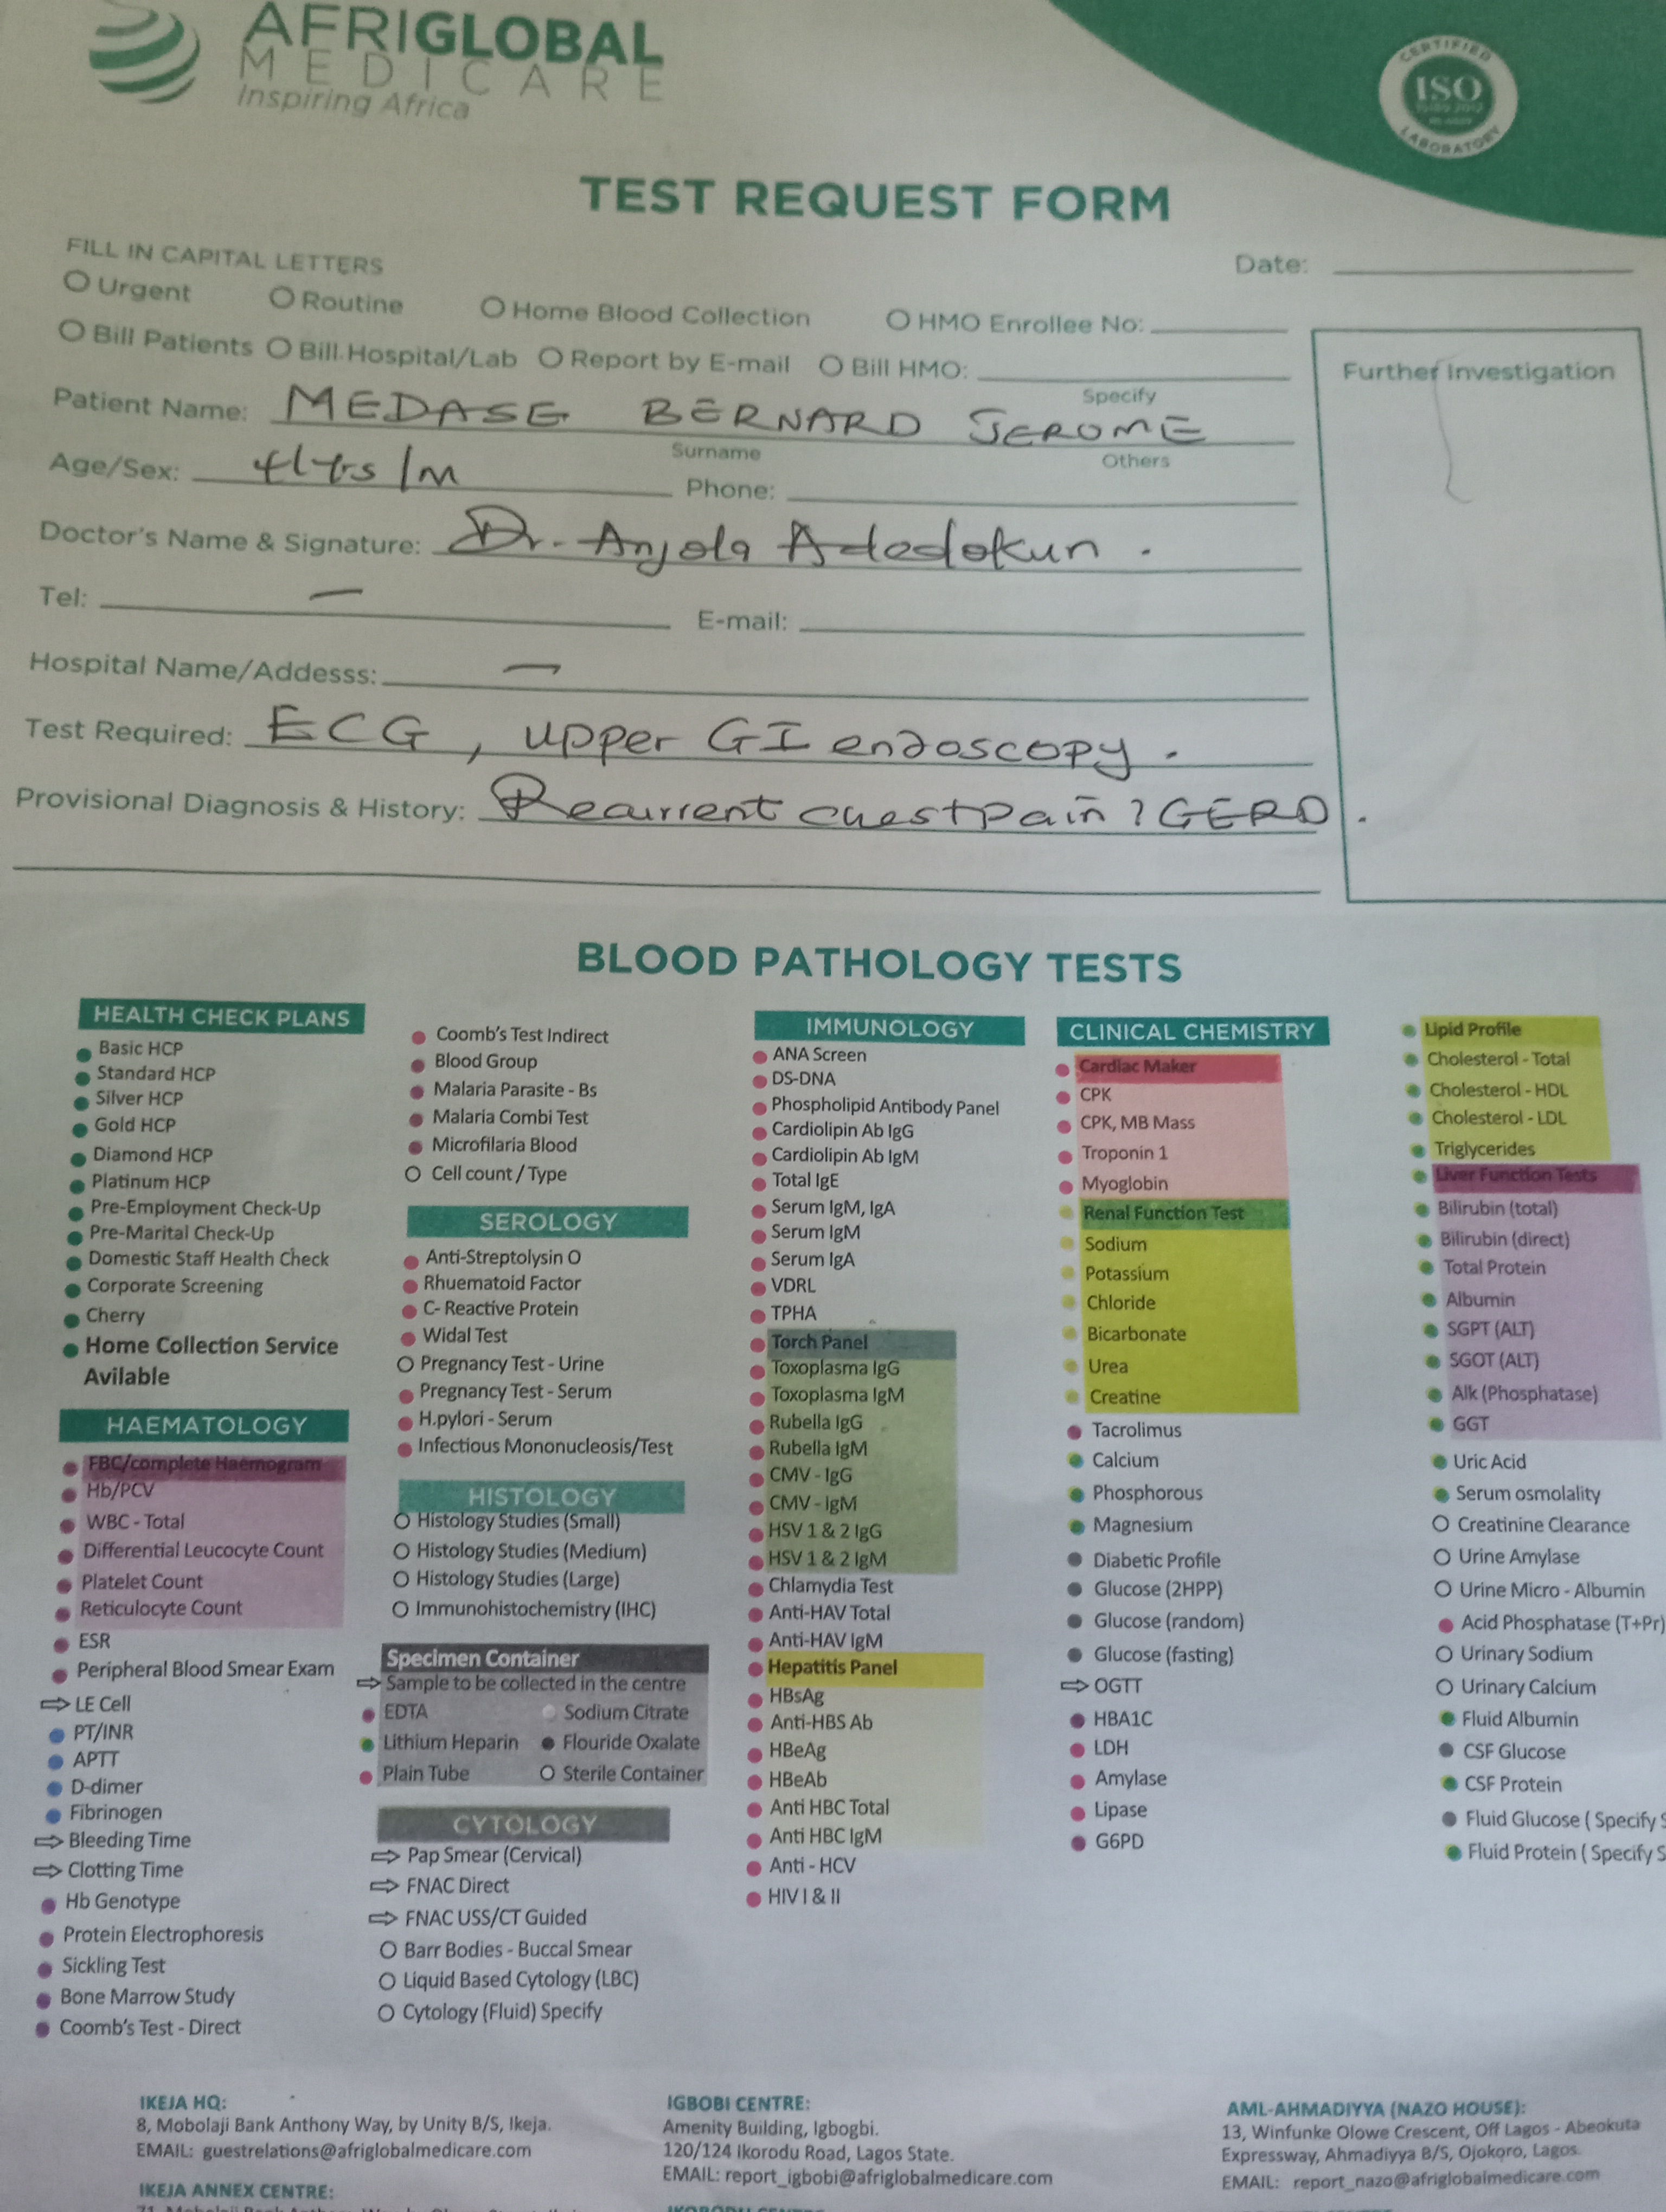 AFRIGLOBAL
MEDICARE
Inspiring Africa
CERTIFIED
ISO
LABORATORY
TEST REQUEST FORM
FILL IN CAPITAL LETTERS
Date:
Urgent Routine Home Blood Collection HMO Enrollee No:
Bill Patients Bill Hospital/Lab Report by E-mail Bill HMO:
Specify
Further Investigation
Patient Name: MEDASE BERNARD JEROME
Surname Others
Age/Sex: 41yrs/M Phone:
Doctor's Name & Signature: Dr. Anjola Adedokun.
Tel: — E-mail:
Hospital Name/Addesss: —
Test Required: ECG, upper GI endoscopy.
Provisional Diagnosis & History: Recurrent chest pain ? GERD.
BLOOD PATHOLOGY TESTS
HEALTH CHECK PLANS
Basic HCP
Standard HCP
Silver HCP
Gold HCP
Diamond HCP
Platinum HCP
Pre-Employment Check-Up
Pre-Marital Check-Up
Domestic Staff Health Check
Corporate Screening
Cherry
Home Collection Service
Avilable
HAEMATOLOGY
FBC/complete Haemogram
Hb/PCV
WBC - Total
Differential Leucocyte Count
Platelet Count
Reticulocyte Count
ESR
Peripheral Blood Smear Exam
LE Cell
PT/INR
APTT
D-dimer
Fibrinogen
Bleeding Time
Clotting Time
Hb Genotype
Protein Electrophoresis
Sickling Test
Bone Marrow Study
Coomb's Test - Direct
Coomb's Test Indirect
Blood Group
Malaria Parasite - Bs
Malaria Combi Test
Microfilaria Blood
Cell count / Type
SEROLOGY
Anti-Streptolysin O
Rhuematoid Factor
C- Reactive Protein
Widal Test
Pregnancy Test - Urine
Pregnancy Test - Serum
H.pylori - Serum
Infectious Mononucleosis/Test
HISTOLOGY
Histology Studies (Small)
Histology Studies (Medium)
Histology Studies (Large)
Immunohistochemistry (IHC)
Specimen Container
Sample to be collected in the centre
EDTA Sodium Citrate
Lithium Heparin Flouride Oxalate
Plain Tube Sterile Container
CYTOLOGY
Pap Smear (Cervical)
FNAC Direct
FNAC USS/CT Guided
Barr Bodies - Buccal Smear
Liquid Based Cytology (LBC)
Cytology (Fluid) Specify
IMMUNOLOGY
ANA Screen
DS-DNA
Phospholipid Antibody Panel
Cardiolipin Ab IgG
Cardiolipin Ab IgM
Total IgE
Serum IgM, IgA
Serum IgM
Serum IgA
VDRL
TPHA
Torch Panel
Toxoplasma IgG
Toxoplasma IgM
Rubella IgG
Rubella IgM
CMV - IgG
CMV - IgM
HSV 1 & 2 IgG
HSV 1 & 2 IgM
Chlamydia Test
Anti-HAV Total
Anti-HAV IgM
Hepatitis Panel
HBsAg
Anti-HBS Ab
HBeAg
HBeAb
Anti HBC Total
Anti HBC IgM
Anti - HCV
HIV I & II
CLINICAL CHEMISTRY
Cardiac Maker
CPK
CPK, MB Mass
Troponin 1
Myoglobin
Renal Function Test
Sodium
Potassium
Chloride
Bicarbonate
Urea
Creatine
Tacrolimus
Calcium
Phosphorous
Magnesium
Diabetic Profile
Glucose (2HPP)
Glucose (random)
Glucose (fasting)
OGTT
HBA1C
LDH
Amylase
Lipase
G6PD
Lipid Profile
Cholesterol - Total
Cholesterol - HDL
Cholesterol - LDL
Triglycerides
Liver Function Tests
Bilirubin (total)
Bilirubin (direct)
Total Protein
Albumin
SGPT (ALT)
SGOT (ALT)
Alk (Phosphatase)
GGT
Uric Acid
Serum osmolality
Creatinine Clearance
Urine Amylase
Urine Micro - Albumin
Acid Phosphatase (T+Pr)
Urinary Sodium
Urinary Calcium
Fluid Albumin
CSF Glucose
CSF Protein
Fluid Glucose ( Specify S
Fluid Protein ( Specify S
IKEJA HQ:
8, Mobolaji Bank Anthony Way, by Unity B/S, Ikeja.
EMAIL: guestrelations@afriglobalmedicare.com
IKEJA ANNEX CENTRE:
IGBOBI CENTRE:
Amenity Building, Igbogbi.
120/124 Ikorodu Road, Lagos State.
EMAIL: report_igbobi@afriglobalmedicare.com
AML-AHMADIYYA (NAZO HOUSE):
13, Winfunke Olowe Crescent, Off Lagos - Abeokuta
Expressway, Ahmadiyya B/S, Ojokoro, Lagos.
EMAIL: report_nazo@afriglobalmedicare.com